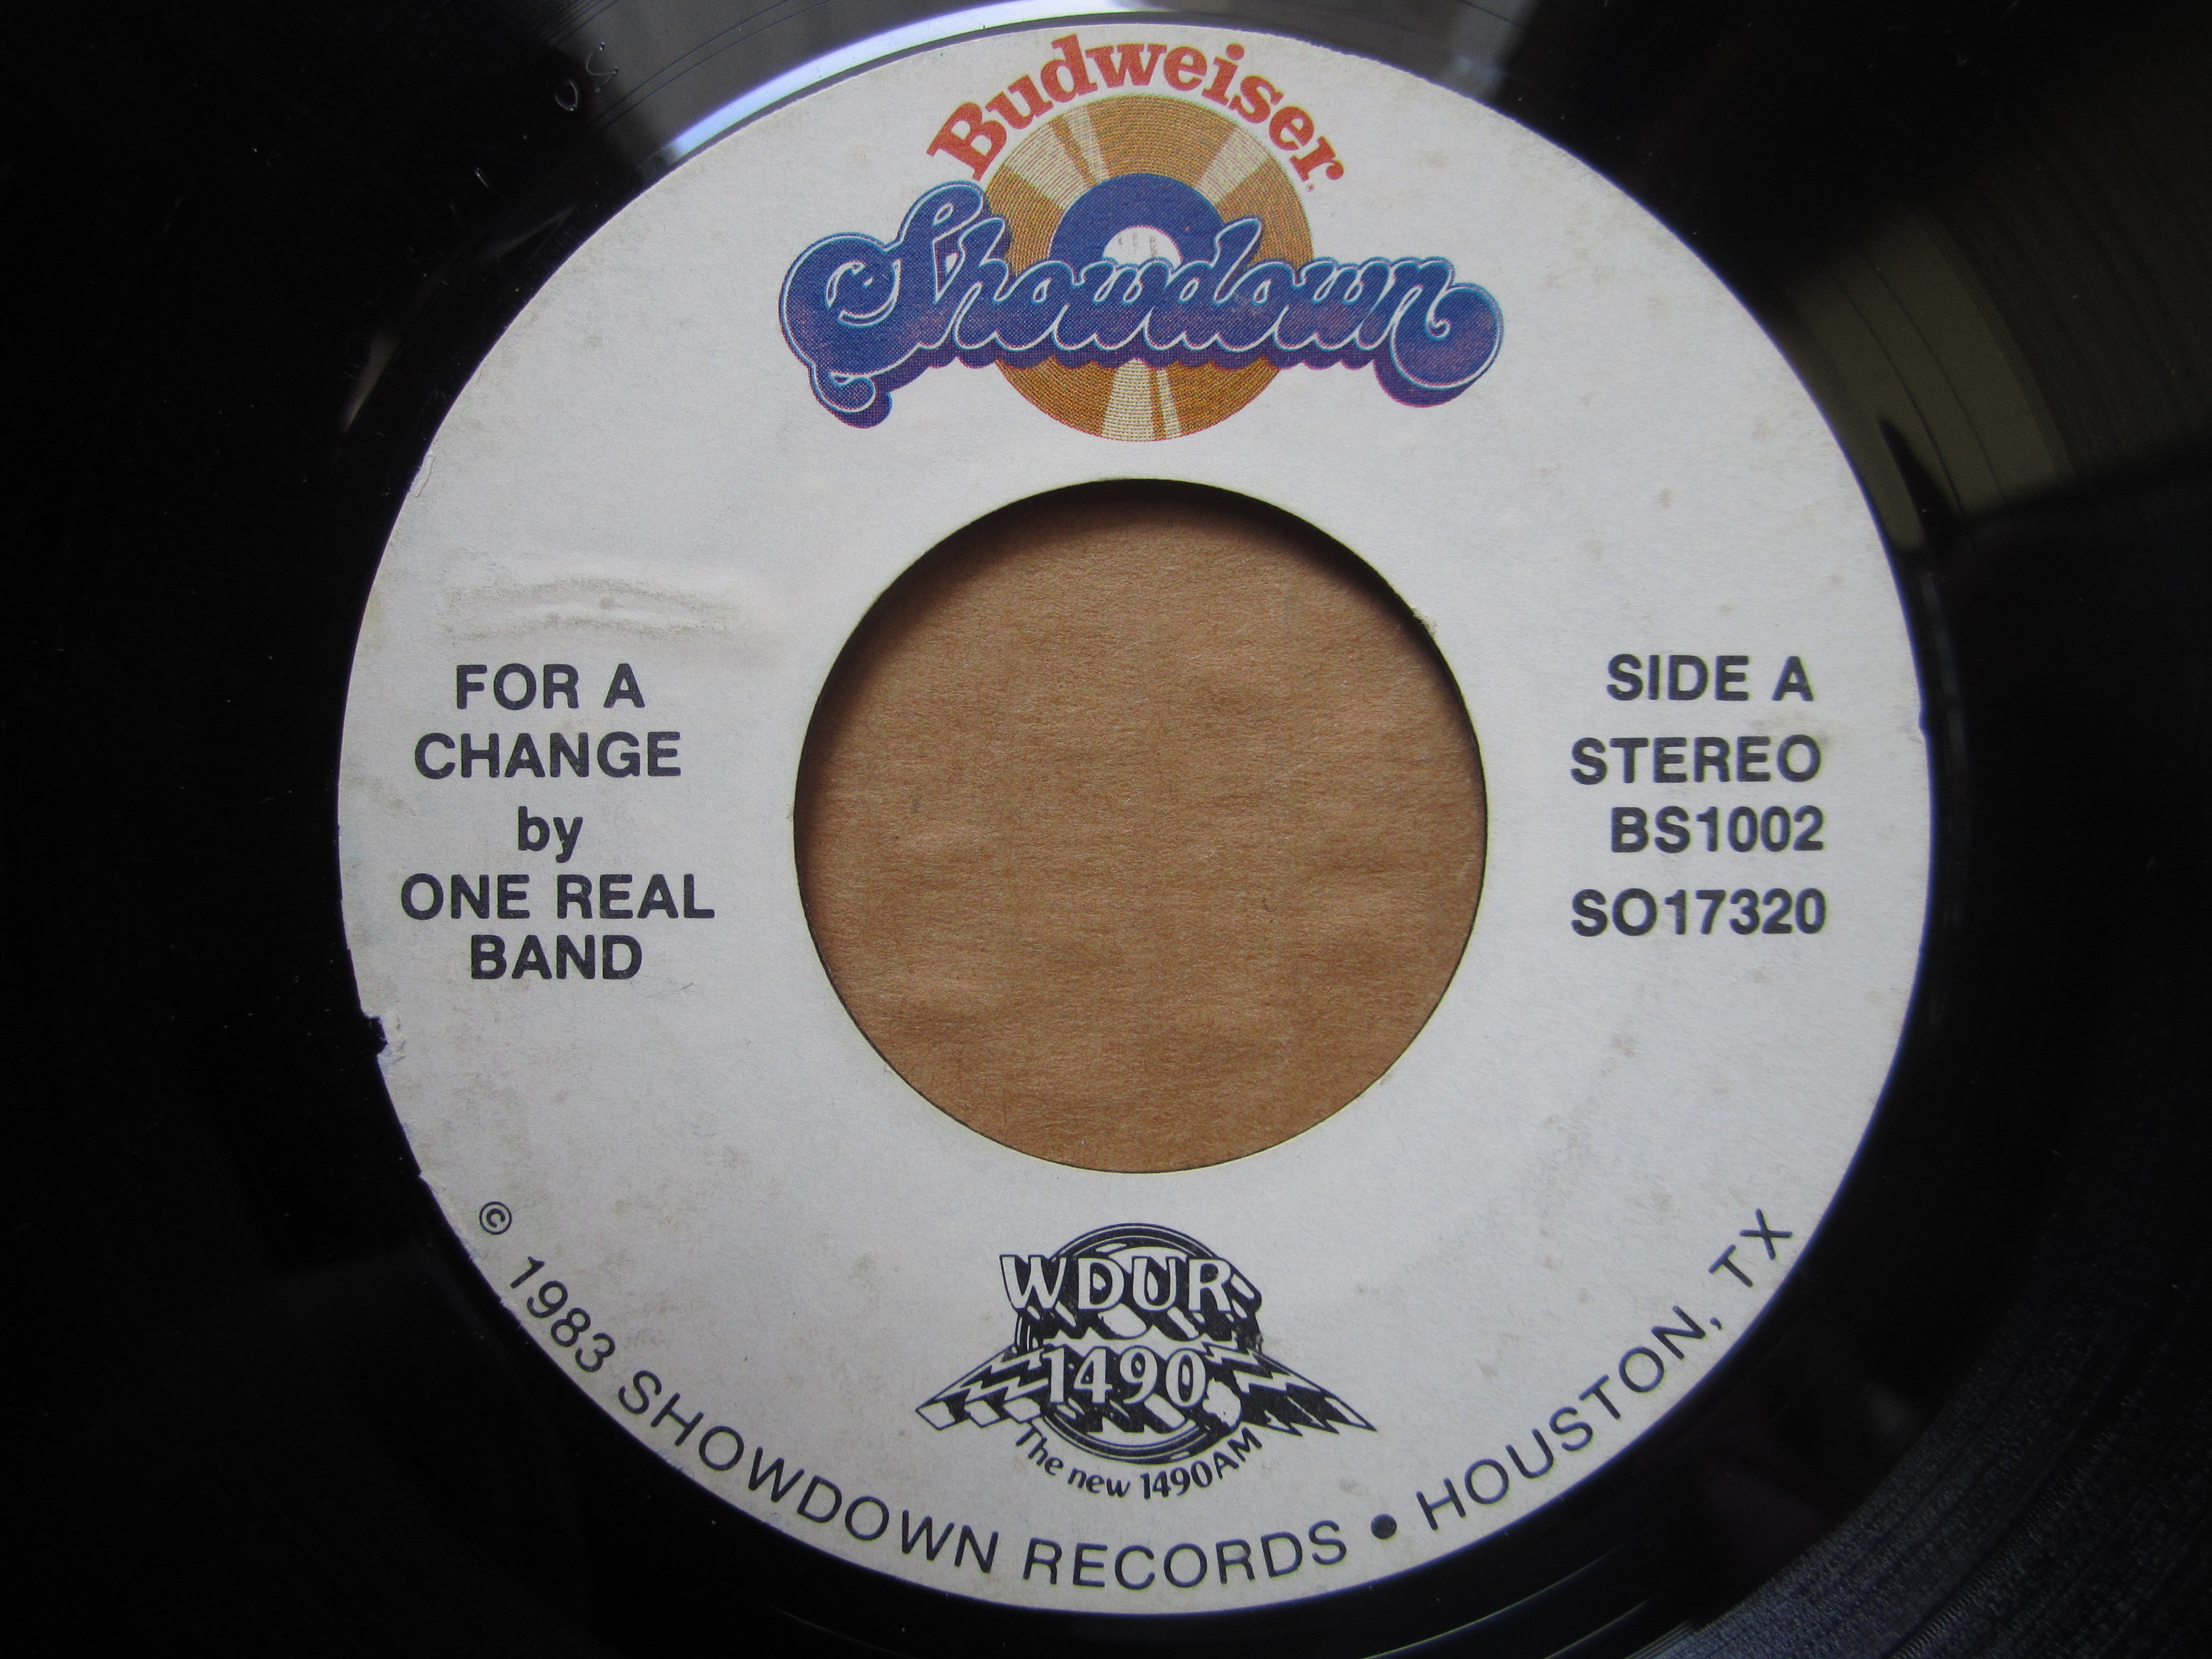 Budweiser
Showdown
FOR A
CHANGE
by
ONE REAL
BAND
SIDE A
STEREO
BS1002
SO17320
WDUR
1490
The new 1490AM
© 1983 SHOWDOWN RECORDS • HOUSTON, TX